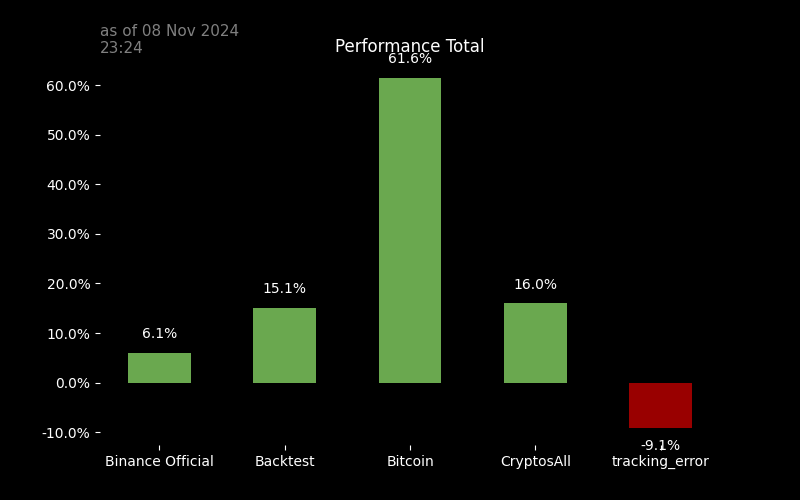 as of 08 Nov 2024
23:24
Performance Total
61.6%
60.0%
50.0%
40.0%
30.0%
20.0%
10.0%
0.0%
-10.0%
6.1%
15.1%
16.0%
-9.1%
Binance Official
Backtest
Bitcoin
CryptosAll
tracking_error